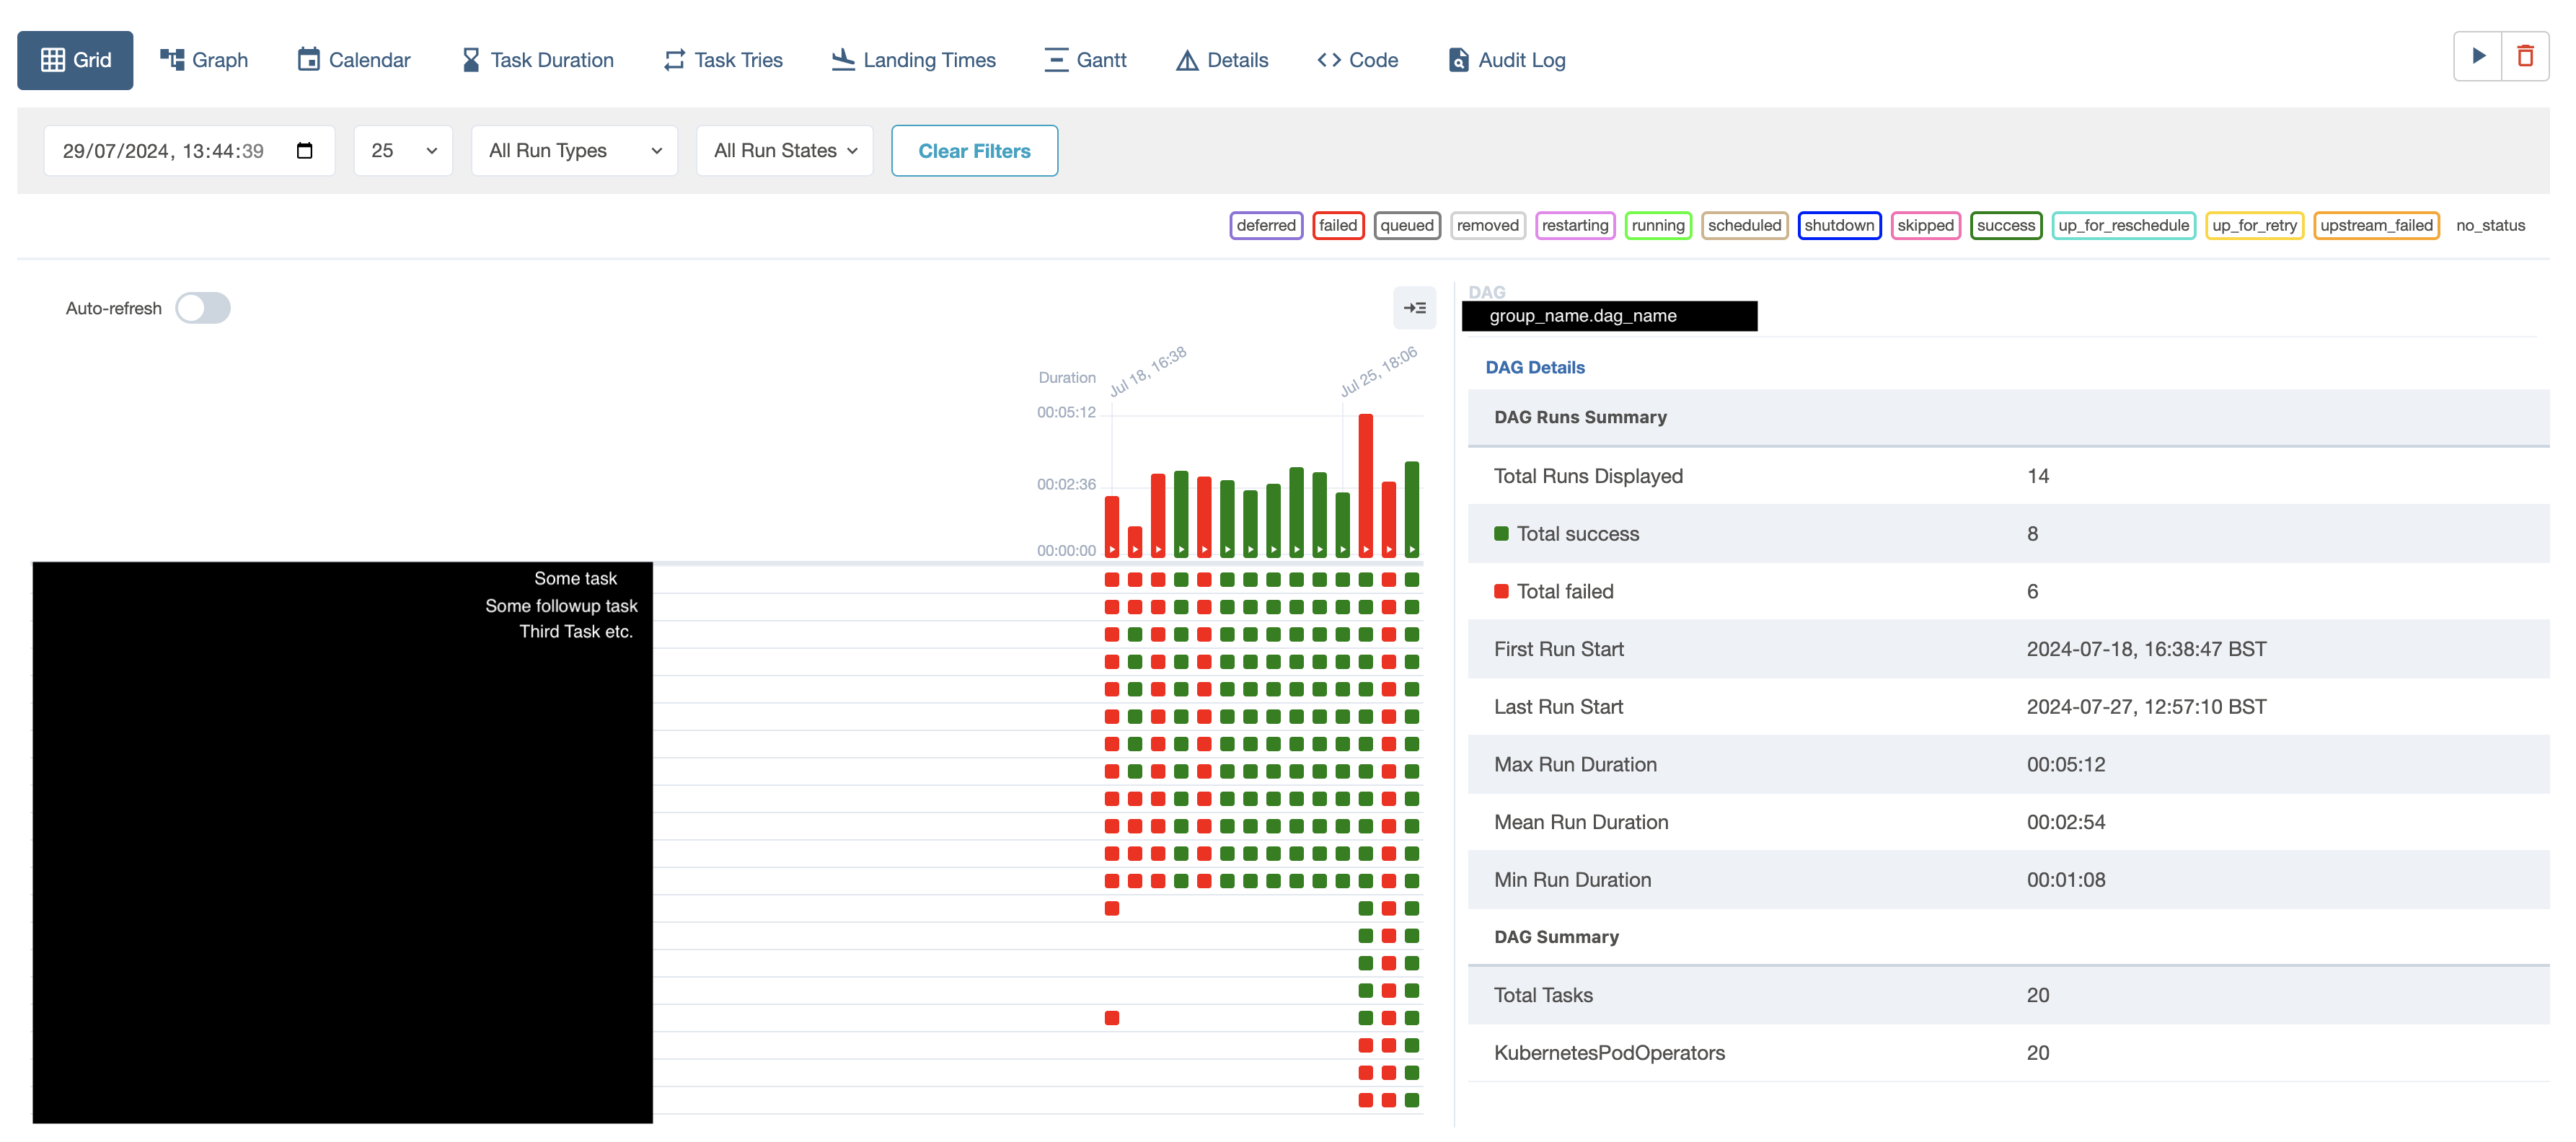 Grid Graph Calendar Task Duration Task Tries Landing Times Gantt Details Code Audit Log
29/07/2024, 13:44:39 25 All Run Types All Run States Clear Filters
deferred failed queued removed restarting running scheduled shutdown skipped success up_for_reschedule up_for_retry upstream_failed no_status
Auto-refresh
Duration
Jul 18, 16:38
Jul 25, 18:06
00:05:12
00:02:36
00:00:00
Some task
Some followup task
Third Task etc.
DAG
group_name.dag_name
DAG Details
DAG Runs Summary
Total Runs Displayed 14
Total success 8
Total failed 6
First Run Start 2024-07-18, 16:38:47 BST
Last Run Start 2024-07-27, 12:57:10 BST
Max Run Duration 00:05:12
Mean Run Duration 00:02:54
Min Run Duration 00:01:08
DAG Summary
Total Tasks 20
KubernetesPodOperators 20